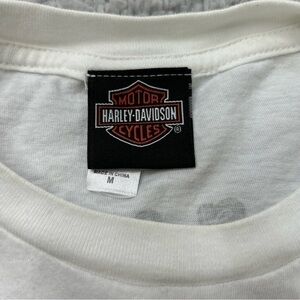 MOTOR
HARLEY-DAVIDSON
CYCLES ®
MADE IN CHINA
M